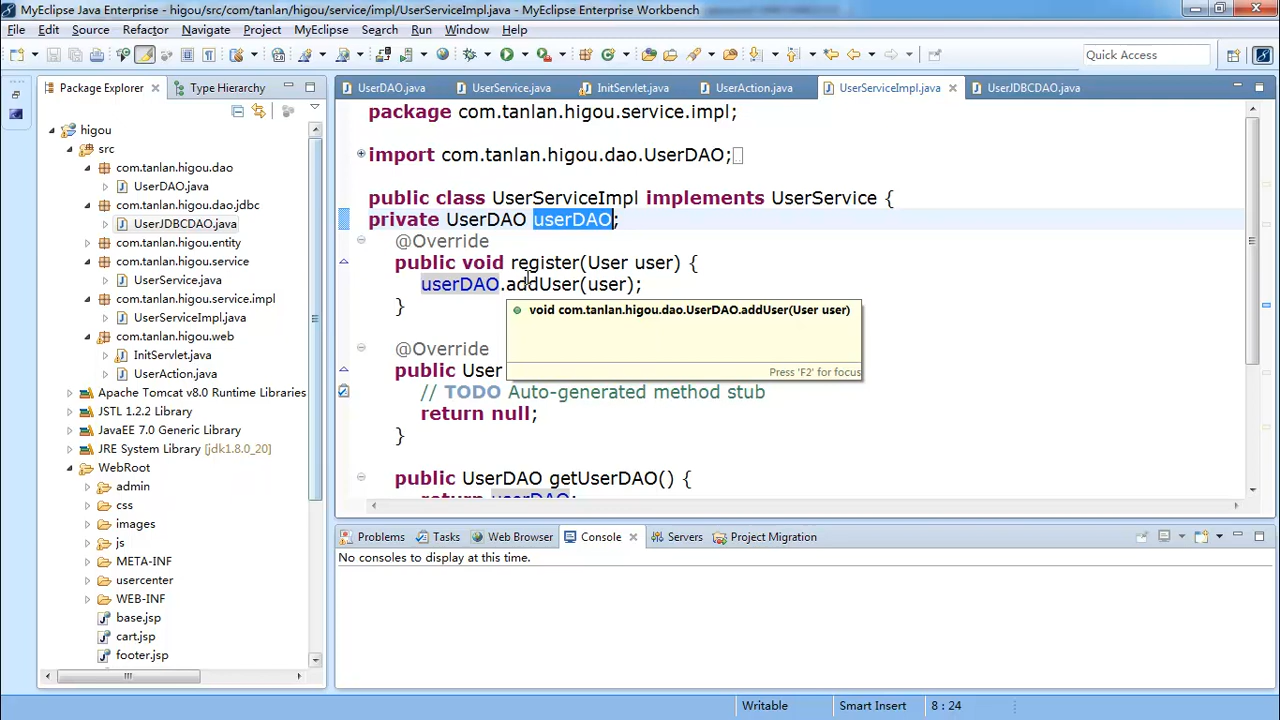 MyEclipse Java Enterprise - higou/src/com/tanlan/higou/service/impl/UserServiceImpl.java - MyEclipse Enterprise Workbench
File Edit Source Refactor Navigate Project MyEclipse Search Run Window Help
Quick Access
Package Explorer Type Hierarchy
UserDAO.java UserService.java InitServlet.java UserAction.java UserServiceImpl.java UserJDBCDAO.java
higou
src
com.tanlan.higou.dao
UserDAO.java
com.tanlan.higou.dao.jdbc
UserJDBCDAO.java
com.tanlan.higou.entity
com.tanlan.higou.service
UserService.java
com.tanlan.higou.service.impl
UserServiceImpl.java
com.tanlan.higou.web
InitServlet.java
UserAction.java
Apache Tomcat v8.0 Runtime Libraries
JSTL 1.2.2 Library
JavaEE 7.0 Generic Library
JRE System Library [jdk1.8.0_20]
WebRoot
admin
css
images
js
META-INF
usercenter
WEB-INF
base.jsp
cart.jsp
footer.jsp
package com.tanlan.higou.service.impl;
import com.tanlan.higou.dao.UserDAO;
public class UserServiceImpl implements UserService {
private UserDAO userDAO;
@Override
public void register(User user) {
userDAO.addUser(user);
}
void com.tanlan.higou.dao.UserDAO.addUser(User user)
Press 'F2' for focus
@Override
public User
// TODO Auto-generated method stub
return null;
}
public UserDAO getUserDAO() {
return userDAO;
Problems Tasks Web Browser Console Servers Project Migration
No consoles to display at this time.
Writable Smart Insert 8 : 24